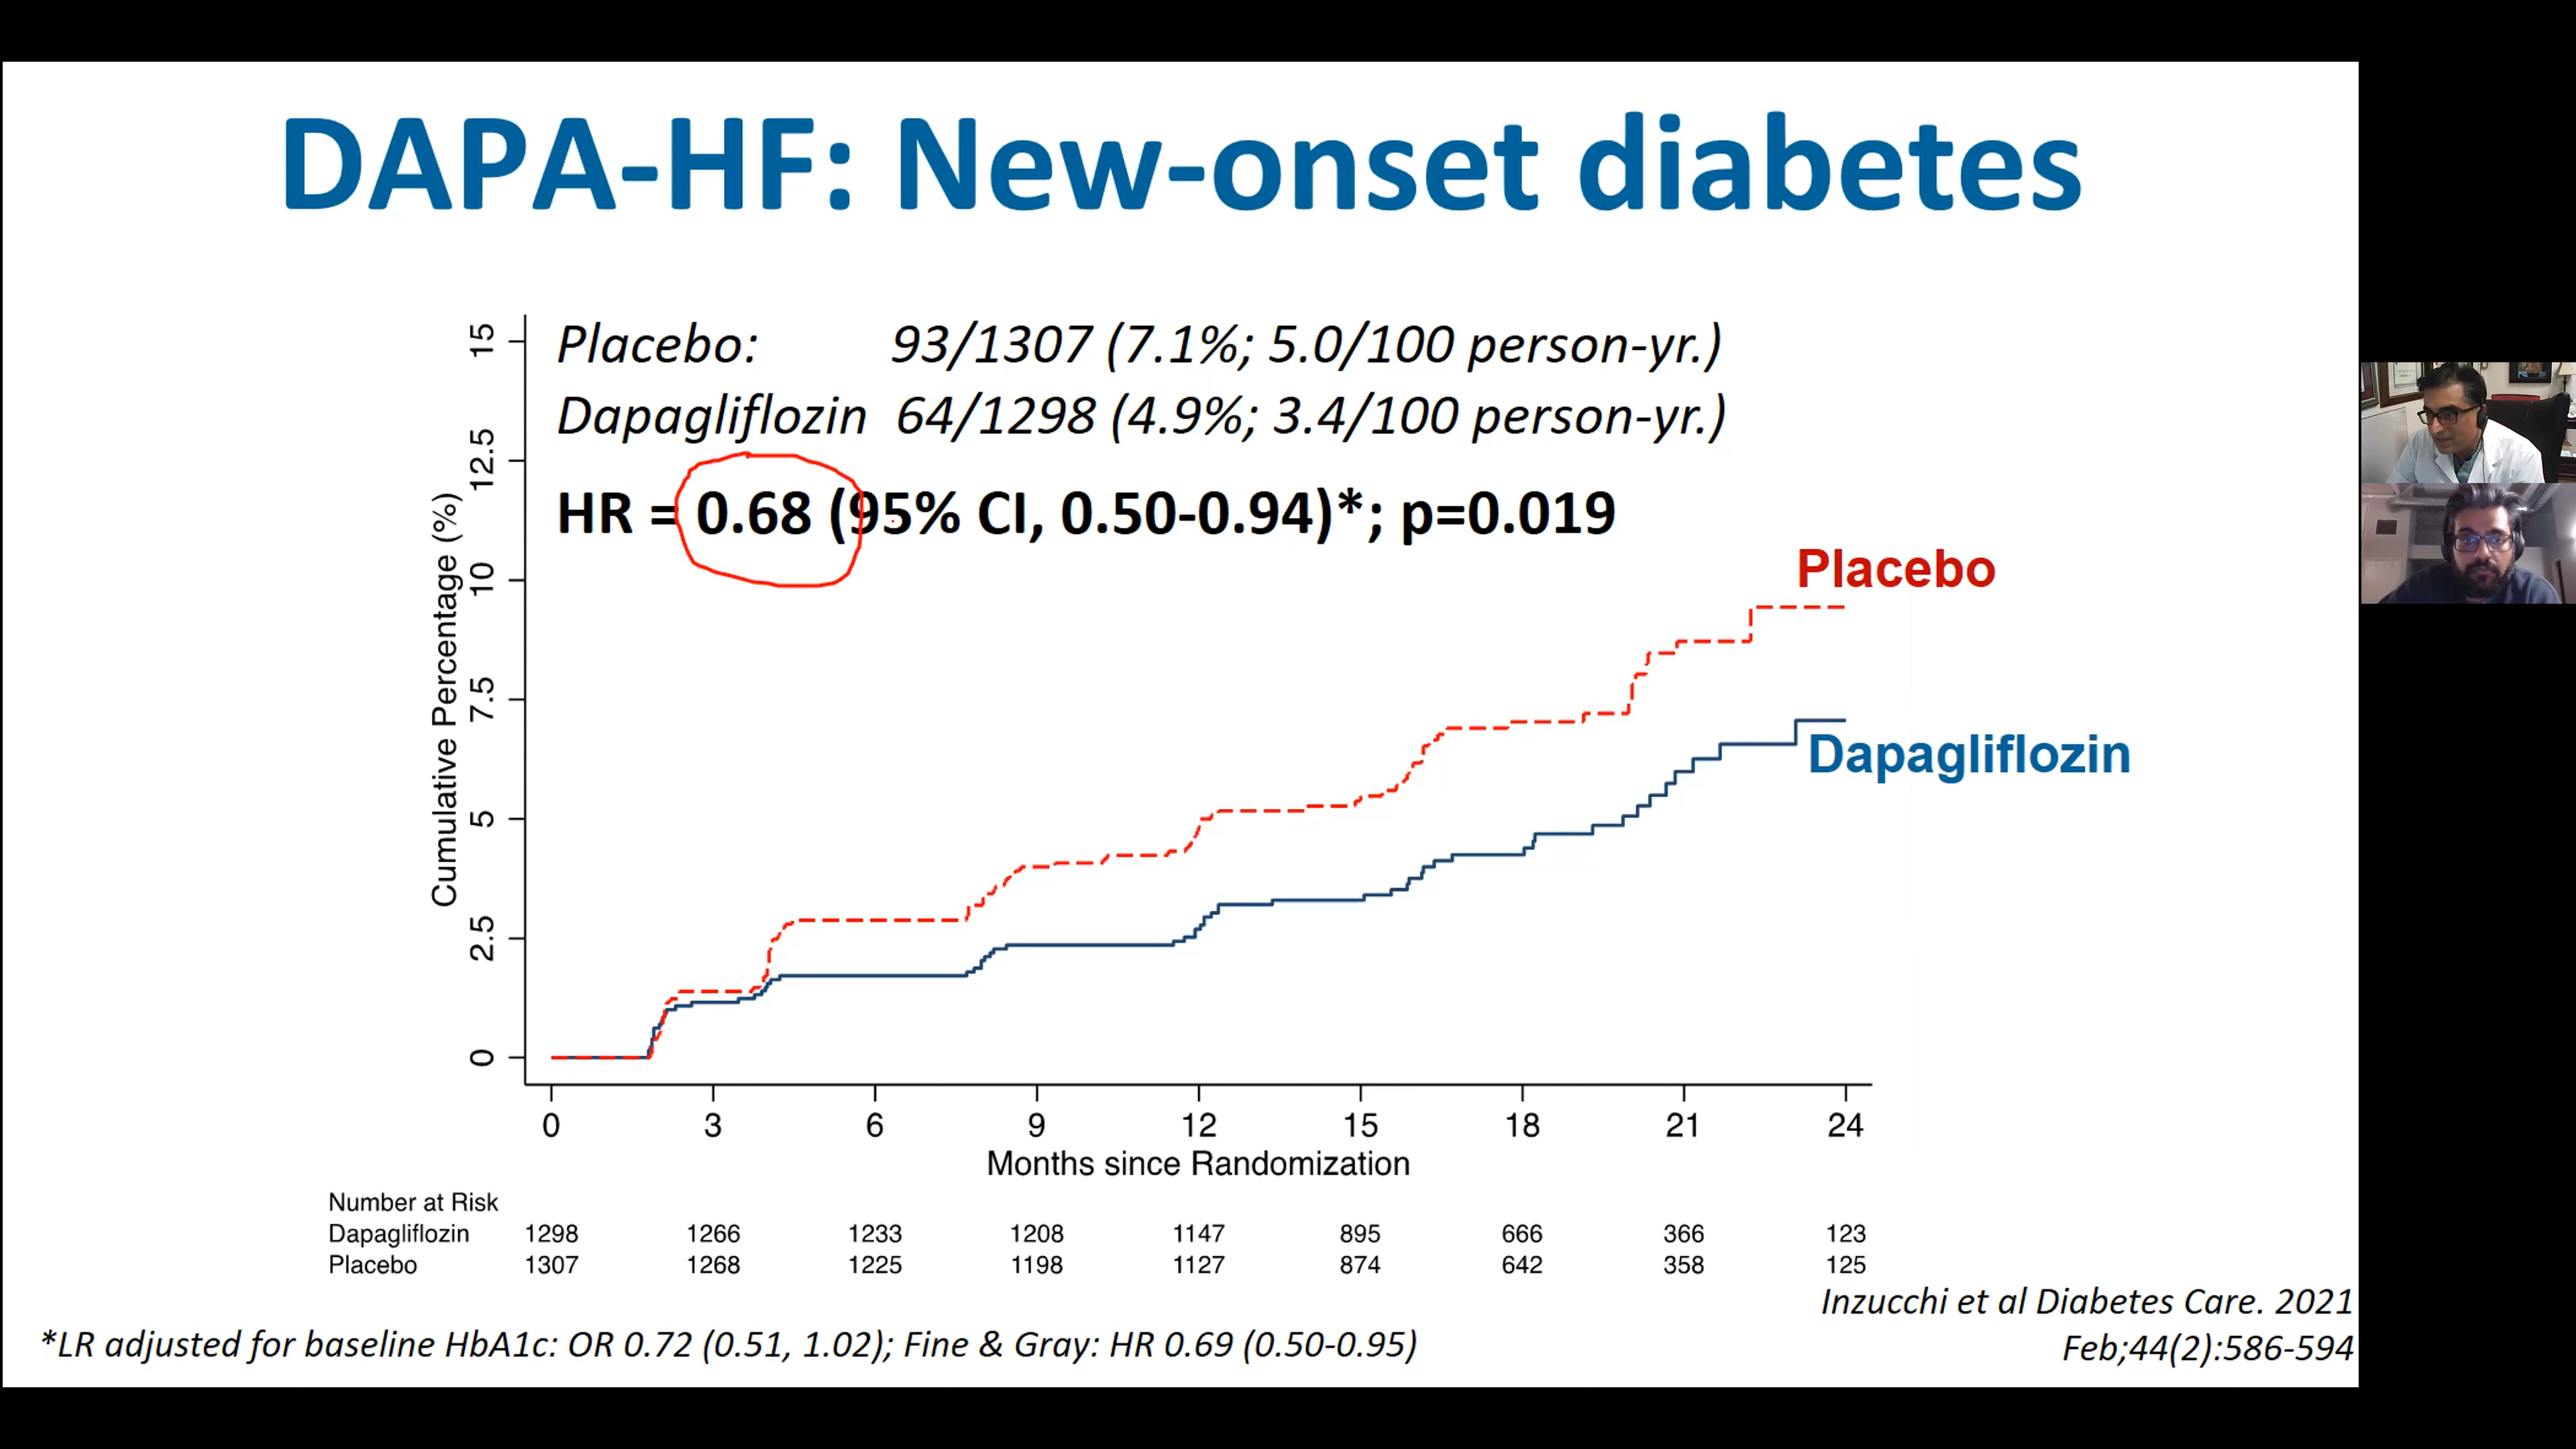 DAPA-HF: New-onset diabetes
Placebo: 93/1307 (7.1%; 5.0/100 person-yr.)
Dapagliflozin 64/1298 (4.9%; 3.4/100 person-yr.)
HR = 0.68 (95% CI, 0.50-0.94)*; p=0.019
Cumulative Percentage (%)
15
12.5
10
7.5
5
2.5
0
Placebo
Dapagliflozin
0 3 6 9 12 15 18 21 24
Months since Randomization
Number at Risk
Dapagliflozin 1298 1266 1233 1208 1147 895 666 366 123
Placebo 1307 1268 1225 1198 1127 874 642 358 125
Inzucchi et al Diabetes Care. 2021
Feb;44(2):586-594
*LR adjusted for baseline HbA1c: OR 0.72 (0.51, 1.02); Fine & Gray: HR 0.69 (0.50-0.95)